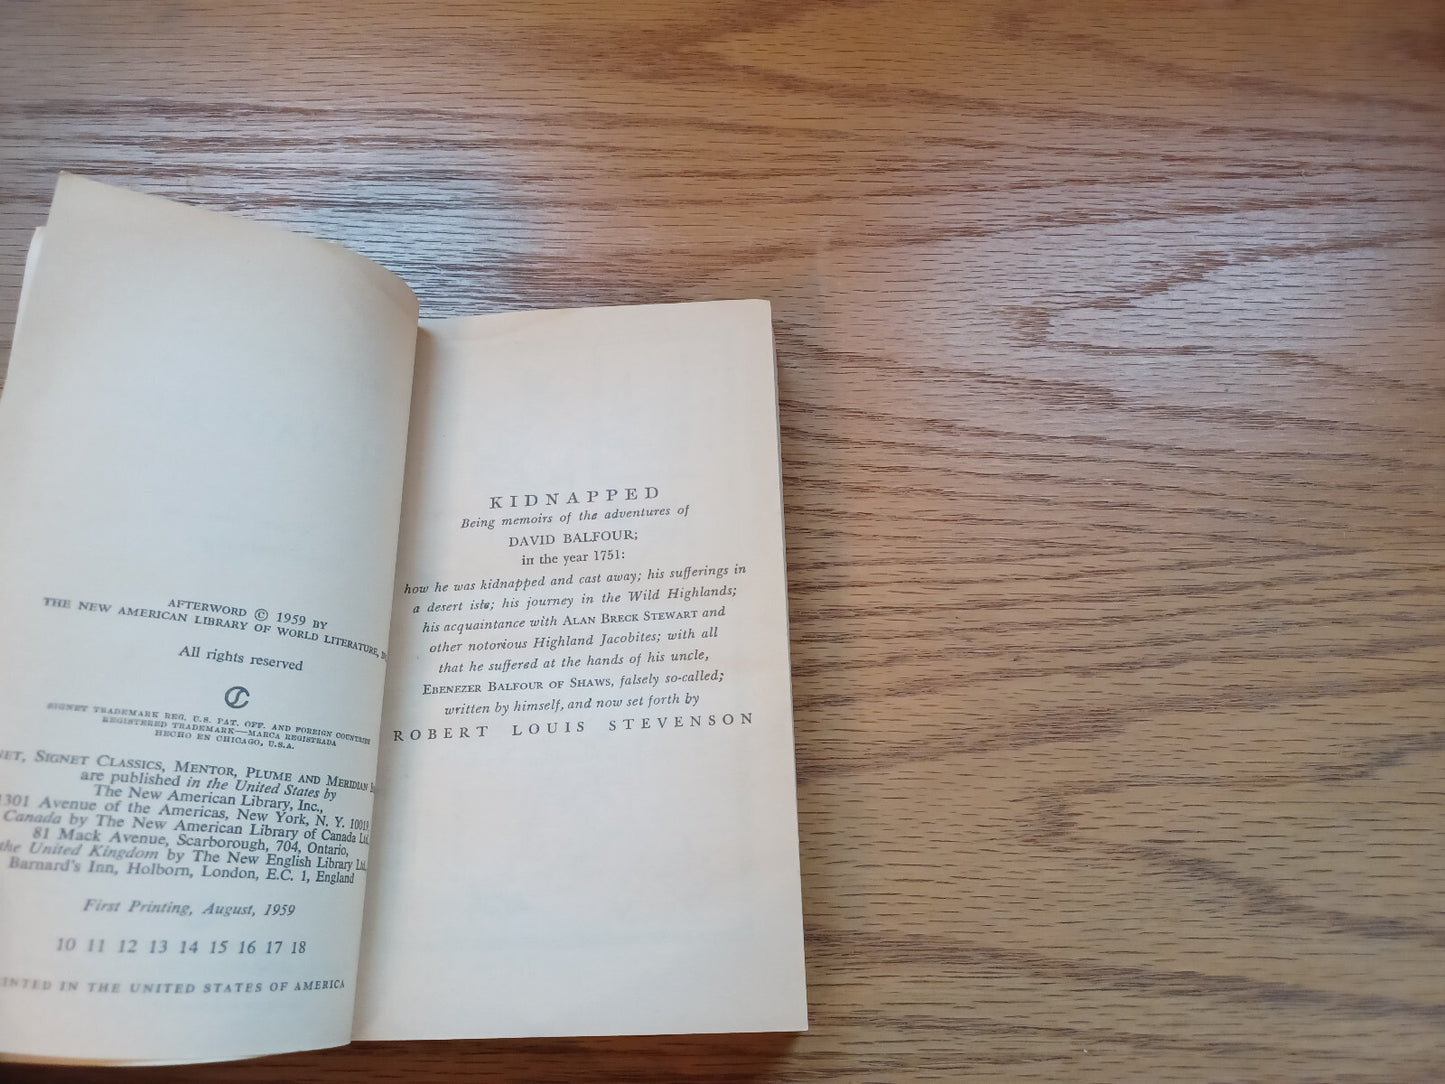 AFTERWORD © 1959 BY
THE NEW AMERICAN LIBRARY OF WORLD LITERATURE,
All rights reserved
SIGNET TRADEMARK REG. U.S. PAT. OFF. AND FOREIGN COUNTRIES
REGISTERED TRADEMARK—MARCA REGISTRADA
HECHO EN CHICAGO, U.S.A.
SIGNET CLASSICS, MENTOR, PLUME AND MERIDIAN
are published in the United States by
The New American Library, Inc.,
1301 Avenue of the Americas, New York, N. Y. 10019
Canada by The New American Library of Canada Ltd.
81 Mack Avenue, Scarborough, 704, Ontario,
the United Kingdom by The New English Library Ltd.
Barnard's Inn, Holborn, London, E.C. 1, England
First Printing, August, 1959
10 11 12 13 14 15 16 17 18
IN THE UNITED STATES OF AMERICA
KIDNAPPED
Being memoirs of the adventures of
DAVID BALFOUR;
in the year 1751:
how he was kidnapped and cast away; his sufferings in
a desert isle; his journey in the Wild Highlands;
his acquaintance with ALAN BRECK STEWART and
other notorious Highland Jacobites; with all
that he suffered at the hands of his uncle,
EBENEZER BALFOUR OF SHAWS, falsely so-called;
written by himself, and now set forth by
ROBERT LOUIS STEVENSON